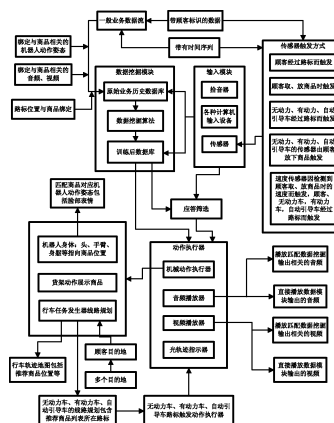 一般业务数据流
带顾客标识的数据
绑定与商品相关的
机器人动作姿态
带有时间序列
传感器触发方式
顾客经过路标而触发
绑定与商品相关的
音频、视频
数据挖掘模块
输入模块
顾客取、放商品时触发
原始业务历史数据库
拾音器
无动力、有动力、自动
引导车经过路标而触发
路标位置与商品绑定
数据挖掘算法
各种计算机
输入设备
无动力、有动力、自动
引导车的传感器由顾客
放下商品触发
训练后数据库
传感器
速度传感器因检测到
顾客取、放商品时的速
度而触发，顾客、
无动力车、有动力
车、自动引导车经过
路标而触发
匹配商品对应机
器人动作姿态包
括脸部表情
应答筛选
机器人身体，头、手臂、
身躯等指向商品位置
动作执行器
播放匹配数据挖掘
输出相关的音频
机械动作执行器
货架动作展示商品
音频播放器
直接播放数据模
块输出的音频
行车任务发生器线路规划
视频播放器
播放匹配数据挖掘
输出相关的视频
顾客目的地
光轨迹指示器
行车轨迹地图包括
推荐商品位置等
多个目的地
直接播放数据模
块输出的视频
无动力车、有动力车、自
动引导车的线路规划包含
推荐商品列表所在路标
无动力车、有动力车、自动引导
车路标触发动作执行器